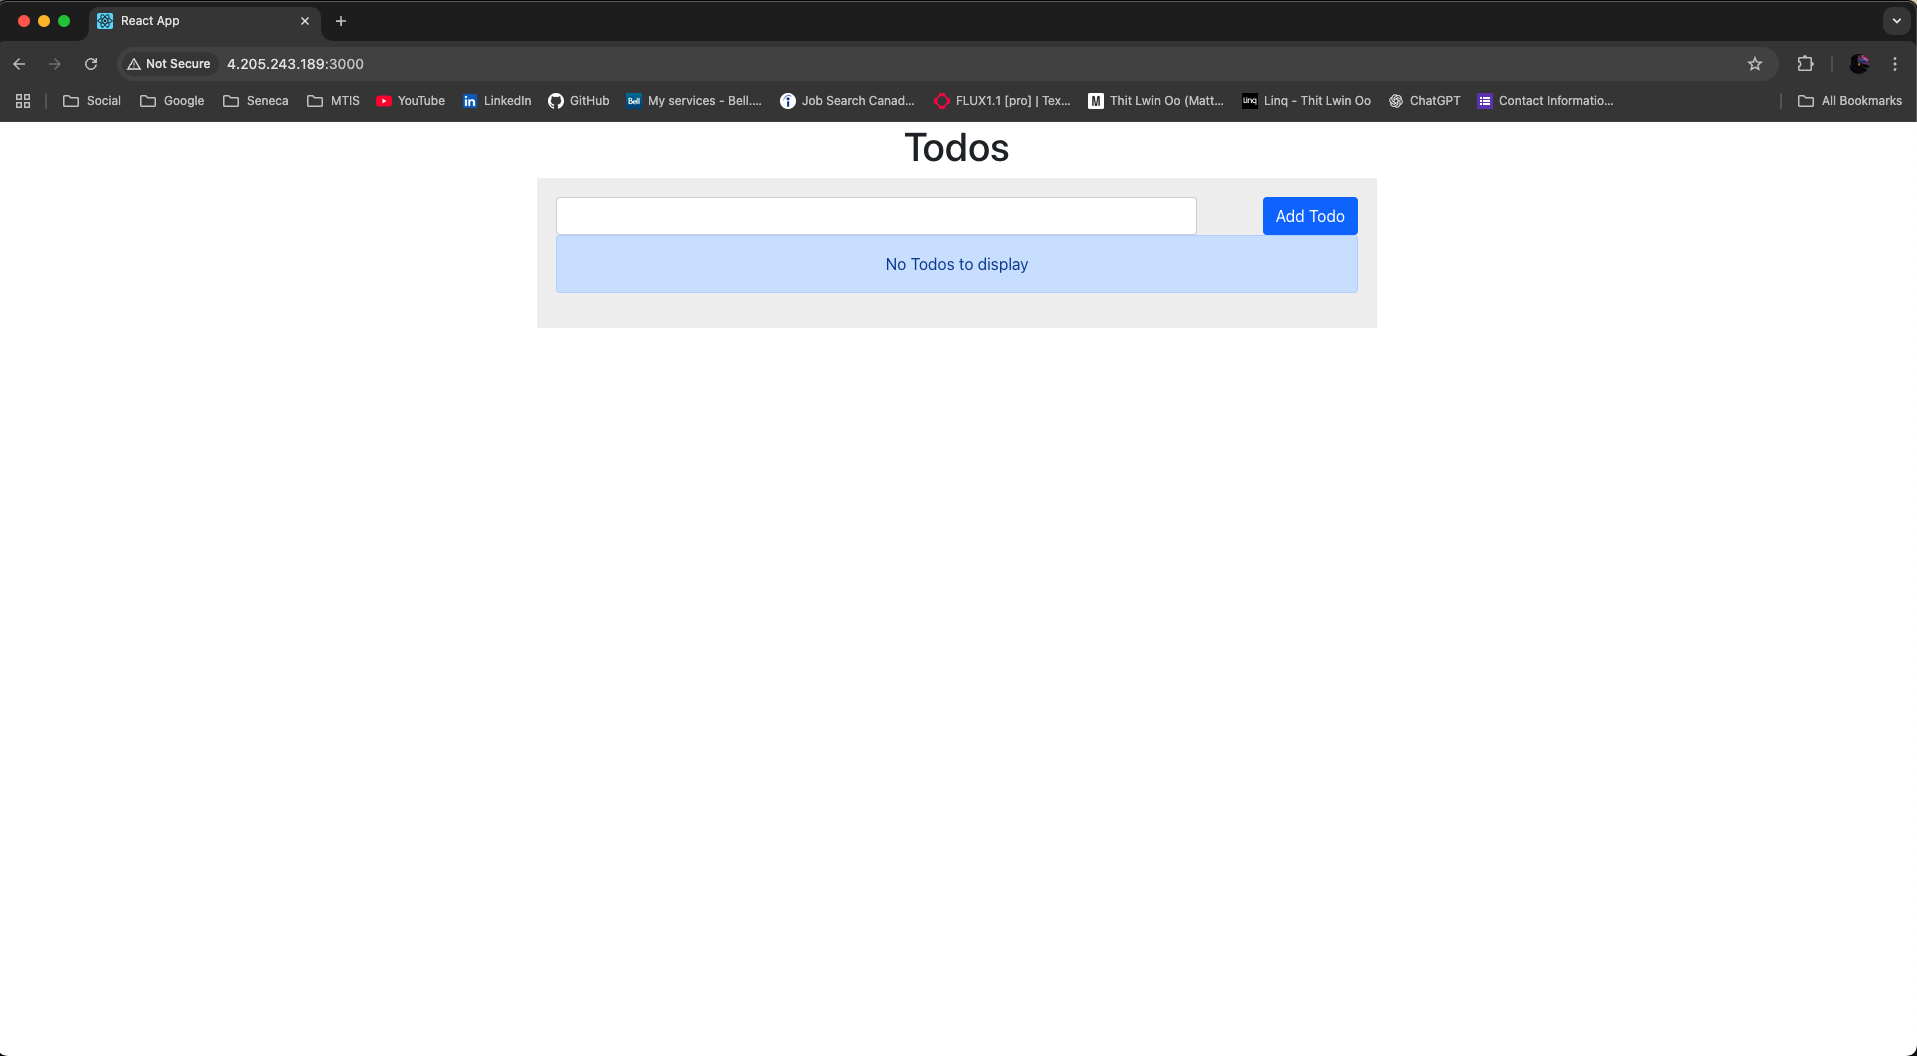 React App
Not Secure 4.205.243.189:3000
Social Google Seneca MTIS YouTube LinkedIn GitHub My services - Bell.... Job Search Canad... FLUX1.1 [pro] | Tex... Thit Lwin Oo (Matt... Linq - Thit Lwin Oo ChatGPT Contact Informatio... All Bookmarks
Todos
Add Todo
No Todos to display